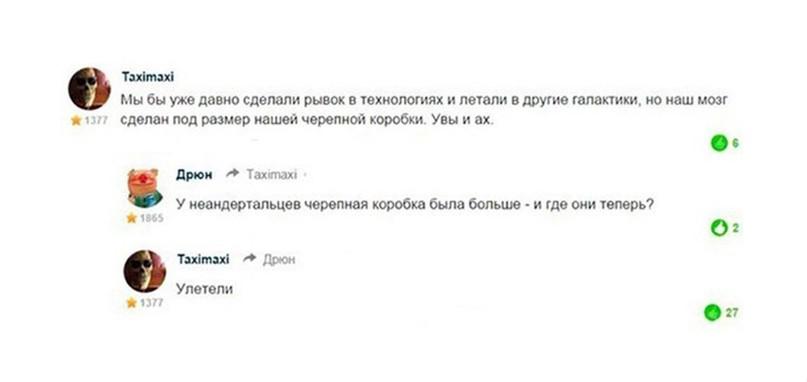 Taximaxi
Мы бы уже давно сделали рывок в технологиях и летали в другие галактики, но наш мозг
сделан под размер нашей черепной коробки. Увы и ах.
1377
6
Дрюн Taximaxi
У неандертальцев черепная коробка была больше - и где они теперь?
1865
2
Taximaxi Дрюн
Улетели
1377
27